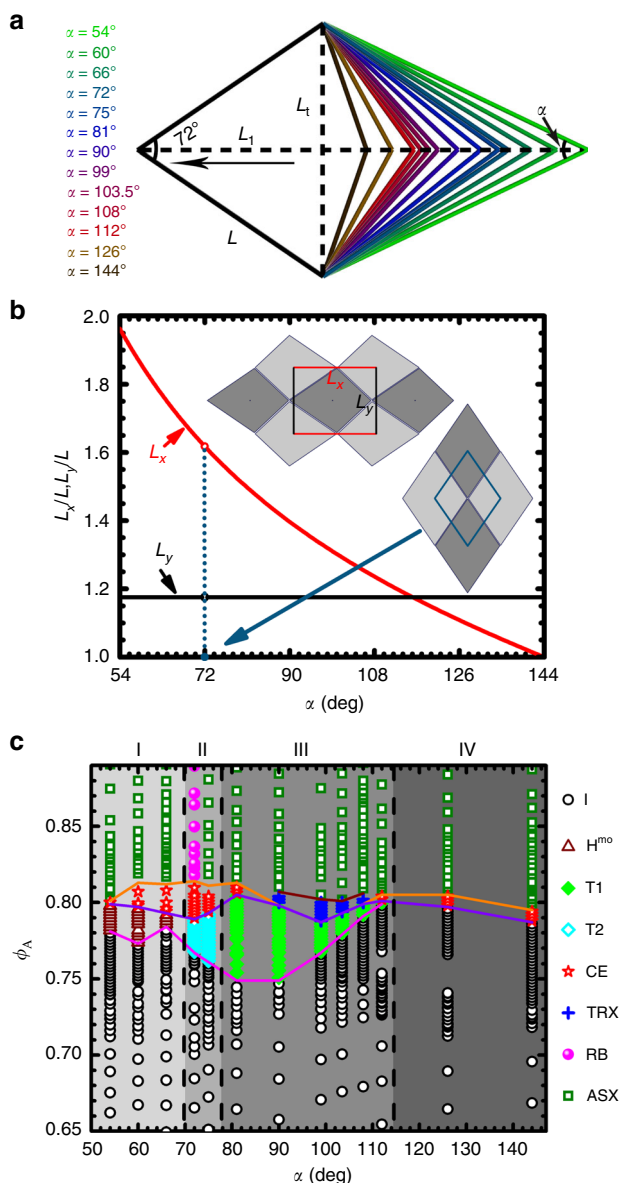 a
α = 54°
α = 60°
α = 66°
α = 72°
α = 75°
α = 81°
α = 90°
α = 99°
α = 103.5°
α = 108°
α = 112°
α = 126°
α = 144°
72°
L1
Lt
L
α
b
2.0
1.8
1.6
1.4
1.2
1.0
Lx/L,Ly/L
Lx
Ly
Lx
Ly
54 72 90 108 126 144
α (deg)
c
I II III IV
0.85
0.80
0.75
0.70
0.65
ϕA
50 60 70 80 90 100 110 120 130 140
α (deg)
I
Hmo
T1
T2
CE
TRX
RB
ASX